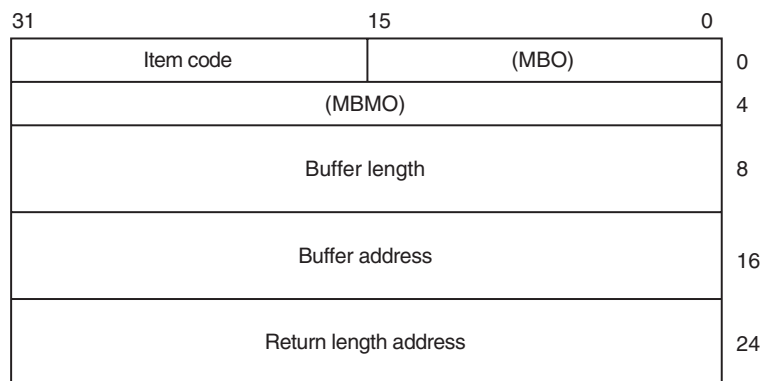 31 15 0
Item code (MBO) 0
(MBMO) 4
Buffer length 8
Buffer address 16
Return length address 24